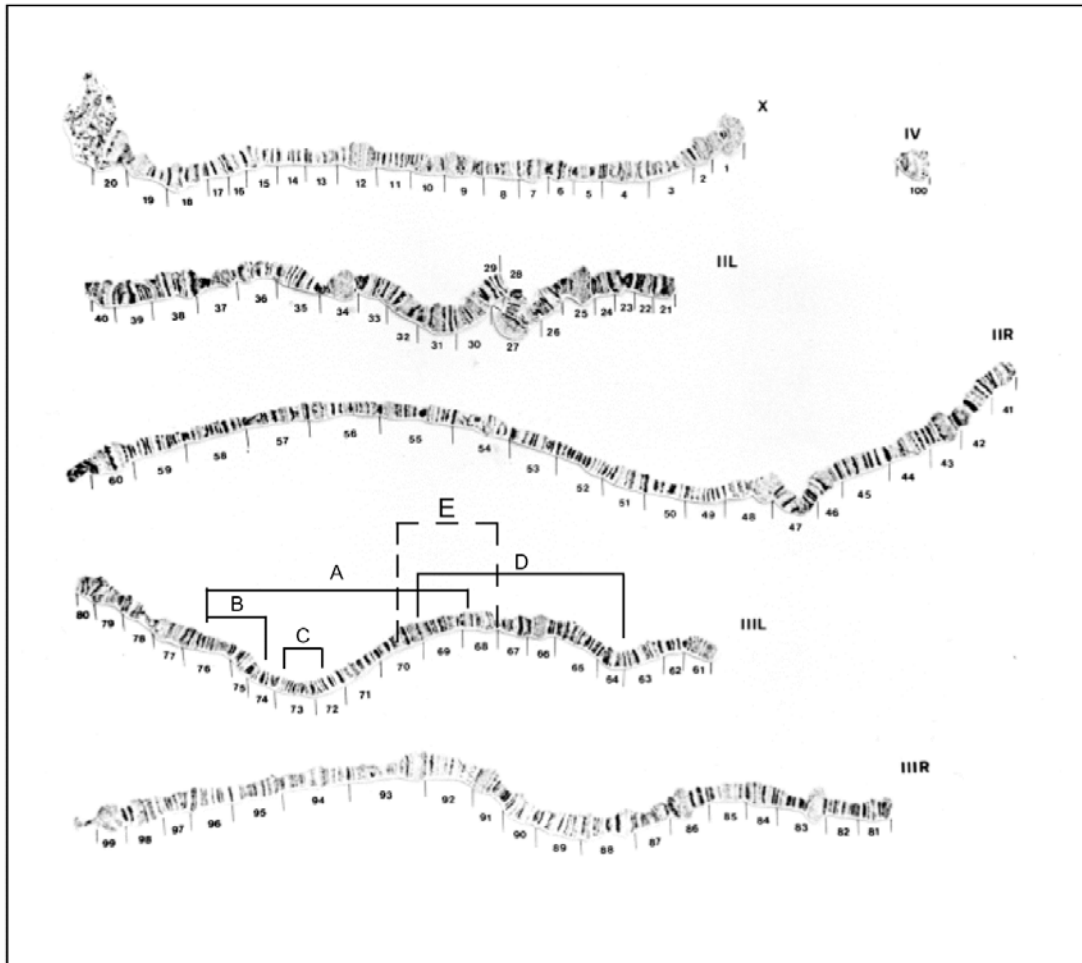 X
IV
20 19 18 17 16 15 14 13 12 11 10 9 8 7 6 5 4 3 2 1
100
IIL
29 28
40 39 38 37 36 35 34 33 32 31 30 27 26 25 24 23 22 21
IIR
60 59 58 57 56 55 54 53 52 51 50 49 48 47 46 45 44 43 42 41
E
A
D
B
C
IIIL
80 79 78 77 76 75 74 73 72 71 70 69 68 67 66 65 64 63 62 61
IIIR
99 98 97 96 95 94 93 92 91 90 89 88 87 86 85 84 83 82 81